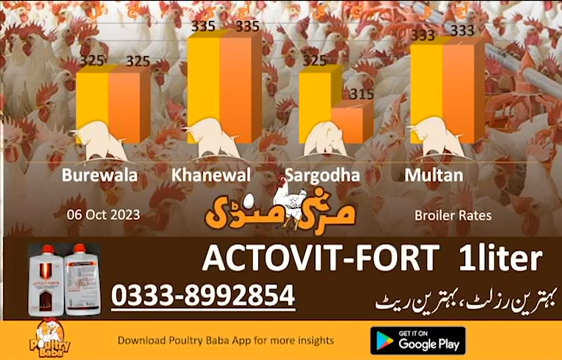 325 325
335 335
325 315
333 333
Burewala Khanewal Sargodha Multan
06 Oct 2023
مرغی منڈی
Broiler Rates
ACTOVIT-FORT 1liter
0333-8992854
بہترین رزلٹ، بہترین ریٹ
Poultry Baba
Download Poultry Baba App for more insights
GET IT ON
Google Play